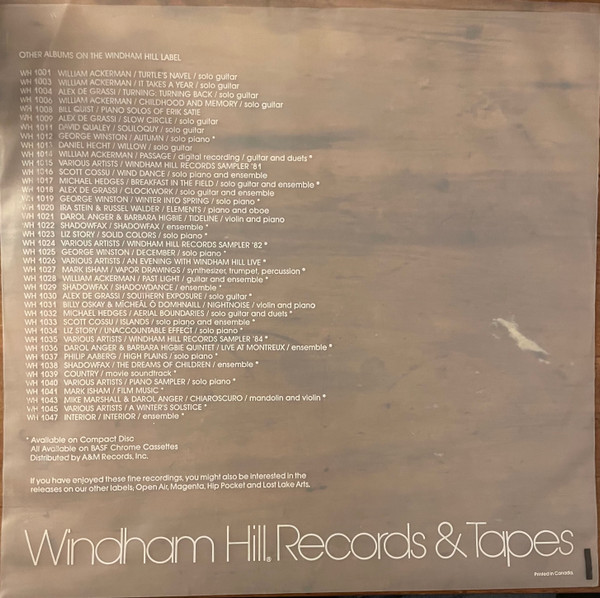 OTHER ALBUMS ON THE WINDHAM HILL LABEL
WH 1001 WILLIAM ACKERMAN / TURTLE'S NAVEL / solo guitar
WH 1003 WILLIAM ACKERMAN / IT TAKES A YEAR / solo guitar
WH 1004 ALEX DE GRASSI / TURNING: TURNING BACK / solo guitar
WH 1006 WILLIAM ACKERMAN / CHILDHOOD AND MEMORY / solo guitar
WH 1008 BILL QUIST / PIANO SOLOS OF ERIK SATIE
WH 1009 ALEX DE GRASSI / SLOW CIRCLE / solo guitar
WH 1011 DAVID QUALEY / SOLILOQUY / solo guitar
WH 1012 GEORGE WINSTON / AUTUMN / solo piano *
WH 1013 DANIEL HECHT / WILLOW / solo guitar
WH 1014 WILLIAM ACKERMAN / PASSAGE / digital recording / guitar and duets *
WH 1015 VARIOUS ARTISTS / WINDHAM HILL RECORDS SAMPLER '81
WH 1016 SCOTT COSSU / WIND DANCE / solo piano and ensemble
WH 1017 MICHAEL HEDGES / BREAKFAST IN THE FIELD / solo guitar and ensemble *
WH 1018 ALEX DE GRASSI / CLOCKWORK / solo guitar and ensemble
WH 1019 GEORGE WINSTON / WINTER INTO SPRING / solo piano *
WH 1020 IRA STEIN & RUSSEL WALDER / ELEMENTS / piano and oboe
WH 1021 DAROL ANGER & BARBARA HIGBIE / TIDELINE / violin and piano
WH 1022 SHADOWFAX / SHADOWFAX / ensemble *
WH 1023 LIZ STORY / SOLID COLORS / solo piano *
WH 1024 VARIOUS ARTISTS / WINDHAM HILL RECORDS SAMPLER '82 *
WH 1025 GEORGE WINSTON / DECEMBER / solo piano *
WH 1026 VARIOUS ARTISTS / AN EVENING WITH WINDHAM HILL LIVE *
WH 1027 MARK ISHAM / VAPOR DRAWINGS / synthesizer, trumpet, percussion *
WH 1028 WILLIAM ACKERMAN / PAST LIGHT / guitar and ensemble *
WH 1029 SHADOWFAX / SHADOWDANCE / ensemble *
WH 1030 ALEX DE GRASSI / SOUTHERN EXPOSURE / solo guitar *
WH 1031 BILLY OSKAY & MICHEÁL Ó DOMHNAILL / NIGHTNOISE / violin and piano
WH 1032 MICHAEL HEDGES / AERIAL BOUNDARIES / solo guitar and duets *
WH 1033 SCOTT COSSU / ISLANDS / solo piano and ensemble *
WH 1034 LIZ STORY / UNACCOUNTABLE EFFECT / solo piano *
WH 1035 VARIOUS ARTISTS / WINDHAM HILL RECORDS SAMPLER '84 *
WH 1036 DAROL ANGER & BARBARA HIGBIE QUINTET / LIVE AT MONTREUX / ensemble *
WH 1037 PHILIP AABERG / HIGH PLAINS / solo piano *
WH 1038 SHADOWFAX / THE DREAMS OF CHILDREN / ensemble *
WH 1039 COUNTRY / movie soundtrack *
WH 1040 VARIOUS ARTISTS / PIANO SAMPLER / solo piano *
WH 1041 MARK ISHAM / FILM MUSIC *
WH 1043 MIKE MARSHALL & DAROL ANGER / CHIAROSCURO / mandolin and violin *
WH 1045 VARIOUS ARTISTS / A WINTER'S SOLSTICE *
WH 1047 INTERIOR / INTERIOR / ensemble *
* Available on Compact Disc
All Available on BASF Chrome Cassettes
Distributed by A&M Records, Inc.
If you have enjoyed these fine recordings, you might also be interested in the
releases on our other labels; Open Air, Magenta, Hip Pocket and Lost Lake Arts.
Windham Hill® Records & Tapes
Printed in Canada.